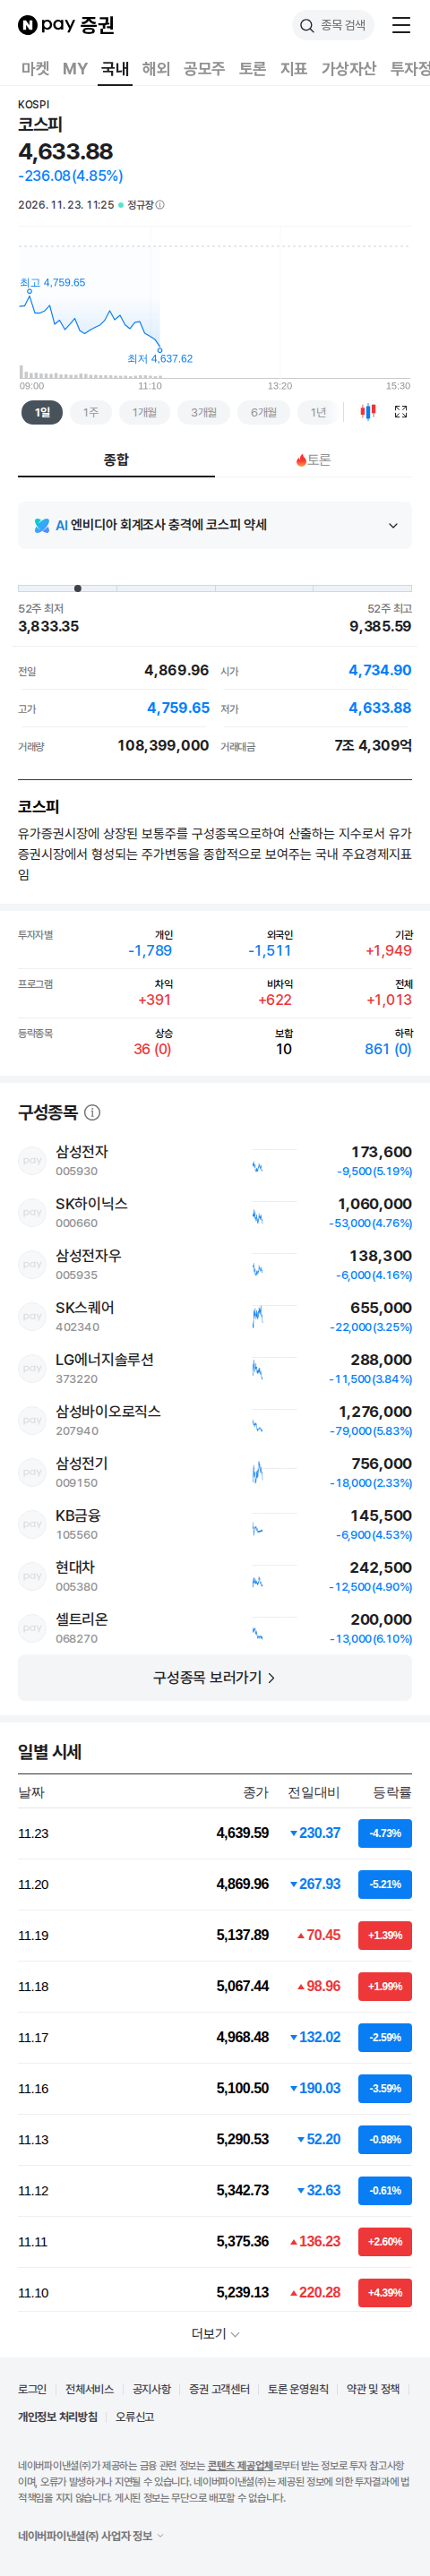 N pay 증권
종목 검색
마켓 MY 국내 해외 공모주 토론 지표 가상자산 투자정
KOSPI
코스피
4,633.88
-236.08(4.85%)
2026. 11. 23. 11:25 정규장
최고 4,759.65
최저 4,637.62
09:00 11:10 13:20 15:30
1일 1주 1개월 3개월 6개월 1년
종합 토론
AI 엔비디아 회계조사 충격에 코스피 약세
52주 최저 52주 최고
3,833.35 9,385.59
전일 4,869.96 시가 4,734.90
고가 4,759.65 저가 4,633.88
거래량 108,399,000 거래대금 7조 4,309억
코스피
유가증권시장에 상장된 보통주를 구성종목으로하여 산출하는 지수로서 유가
증권시장에서 형성되는 주가변동을 종합적으로 보여주는 국내 주요경제지표
임
투자자별 개인 외국인 기관
-1,789 -1,511 +1,949
프로그램 차익 비차익 전체
+391 +622 +1,013
등락종목 상승 보합 하락
36 (0) 10 861 (0)
구성종목
pay 삼성전자 173,600
005930 -9,500(5.19%)
pay SK하이닉스 1,060,000
000660 -53,000(4.76%)
pay 삼성전자우 138,300
005935 -6,000(4.16%)
pay SK스퀘어 655,000
402340 -22,000(3.25%)
pay LG에너지솔루션 288,000
373220 -11,500(3.84%)
pay 삼성바이오로직스 1,276,000
207940 -79,000(5.83%)
pay 삼성전기 756,000
009150 -18,000(2.33%)
pay KB금융 145,500
105560 -6,900(4.53%)
pay 현대차 242,500
005380 -12,500(4.90%)
pay 셀트리온 200,000
068270 -13,000(6.10%)
구성종목 보러가기
일별 시세
날짜 종가 전일대비 등락률
11.23 4,639.59 ▼230.37 -4.73%
11.20 4,869.96 ▼267.93 -5.21%
11.19 5,137.89 ▲70.45 +1.39%
11.18 5,067.44 ▲98.96 +1.99%
11.17 4,968.48 ▼132.02 -2.59%
11.16 5,100.50 ▼190.03 -3.59%
11.13 5,290.53 ▼52.20 -0.98%
11.12 5,342.73 ▼32.63 -0.61%
11.11 5,375.36 ▲136.23 +2.60%
11.10 5,239.13 ▲220.28 +4.39%
더보기
로그인 전체서비스 공지사항 증권 고객센터 토론 운영원칙 약관 및 정책
개인정보 처리방침 오류신고
네이버파이낸셜㈜가 제공하는 금융 관련 정보는 콘텐츠 제공업체로부터 받는 정보로 투자 참고사항
이며, 오류가 발생하거나 지연될 수 있습니다. 네이버파이낸셜㈜는 제공된 정보에 의한 투자결과에 법
적책임을 지지 않습니다. 게시된 정보는 무단으로 배포할 수 없습니다.
네이버파이낸셜㈜ 사업자 정보